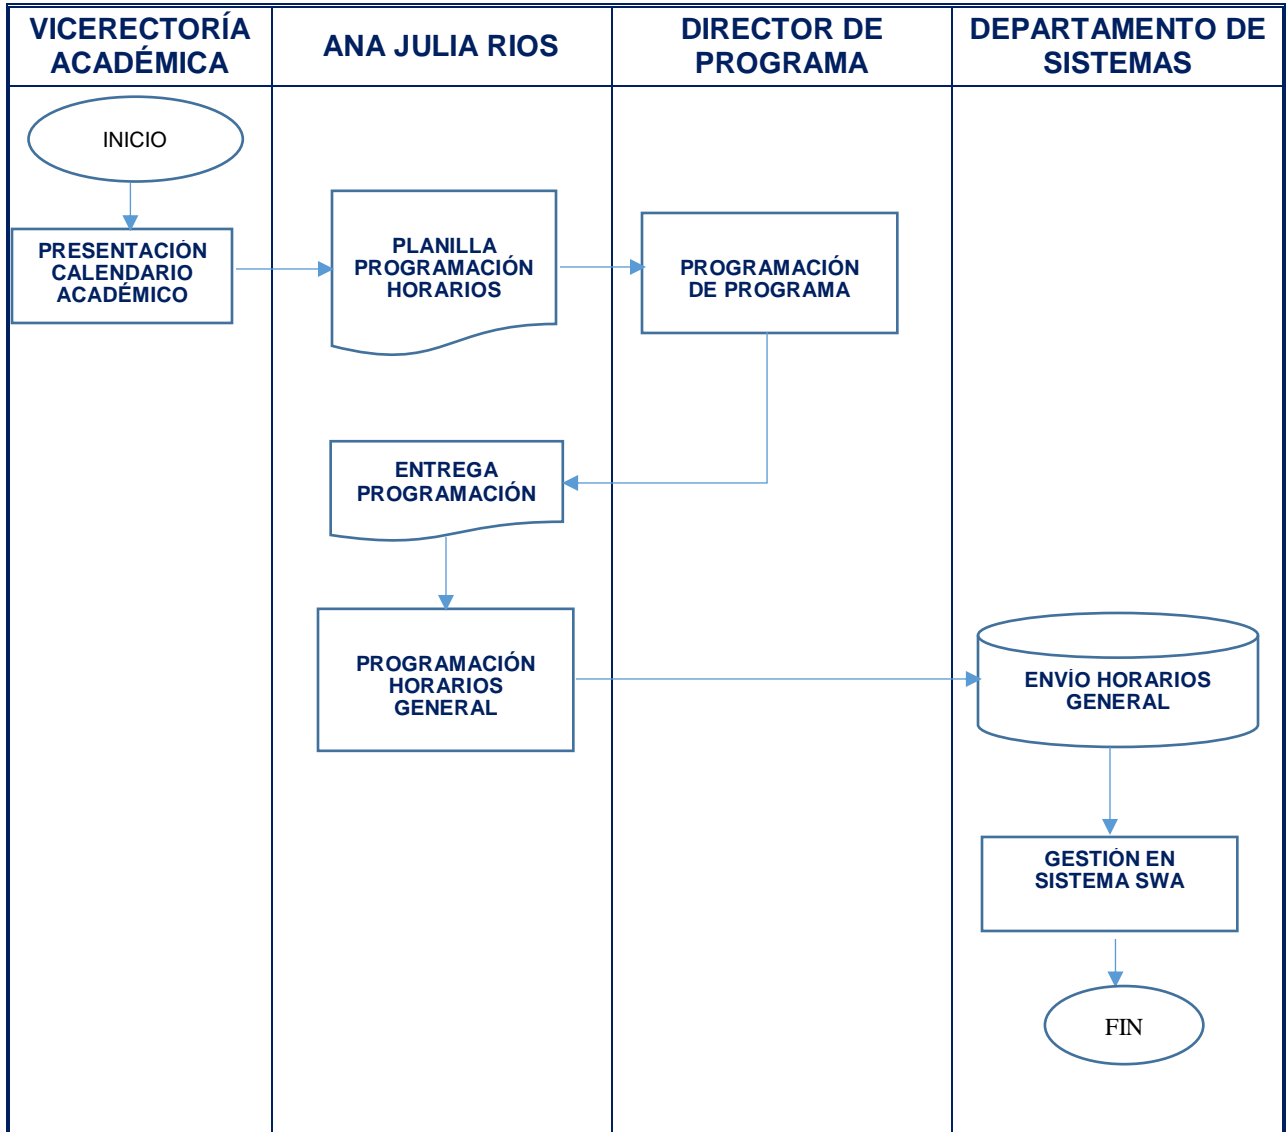 VICERECTORÍA
ACADÉMICA
ANA JULIA RIOS
DIRECTOR DE
PROGRAMA
DEPARTAMENTO DE
SISTEMAS
INICIO
PRESENTACIÓN
CALENDARIO
ACADÉMICO
PLANILLA
PROGRAMACIÓN
HORARIOS
PROGRAMACIÓN
DE PROGRAMA
ENTREGA
PROGRAMACIÓN
PROGRAMACIÓN
HORARIOS
GENERAL
ENVÍO HORARIOS
GENERAL
GESTIÓN EN
SISTEMA SWA
FIN